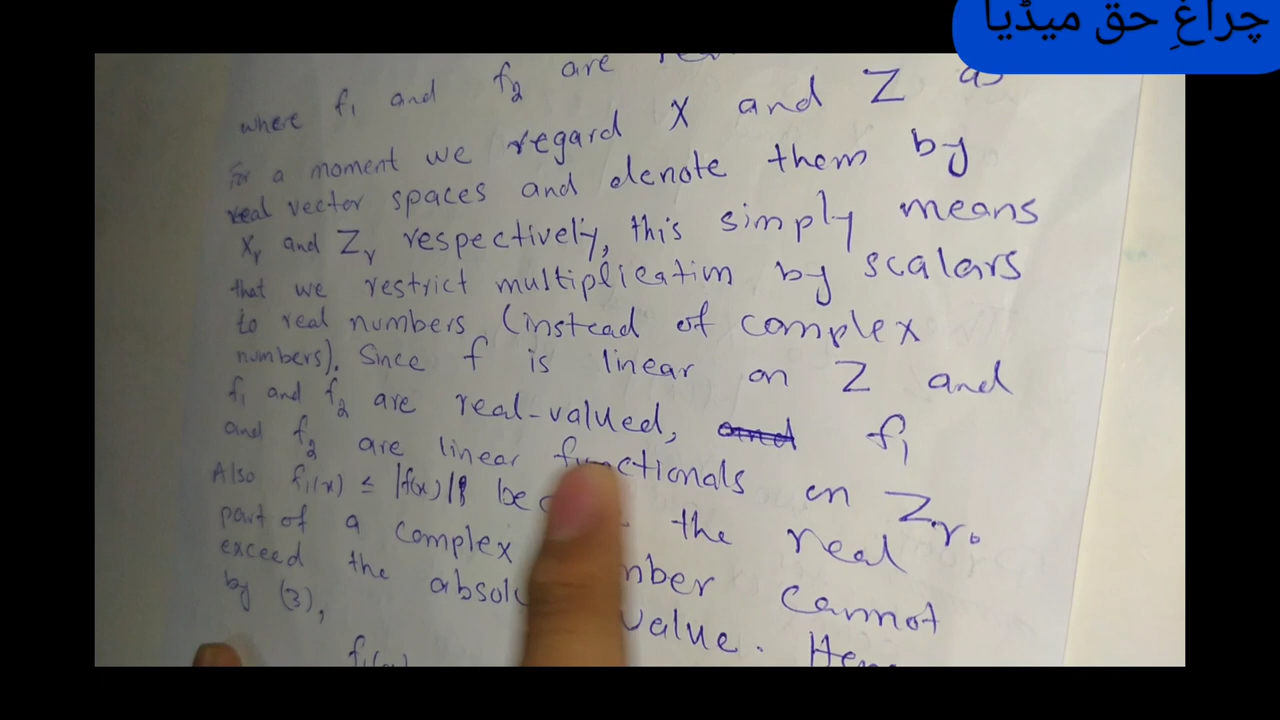 چراغِ حق میڈیا
where f₁ and f₂ are
For a moment we regard X and Z as
real vector spaces and denote them by
Xᵣ and Zᵣ respectively, this simply means
that we restrict multiplication by scalars
to real numbers (instead of complex
numbers). Since f is linear on Z and
f₁ and f₂ are real-valued, f₁
and f₂ are linear functionals on Zᵣ.
Also f₁(x) ≤ |f(x)| the real
part of a complex cannot
exceed the value.
by (3),